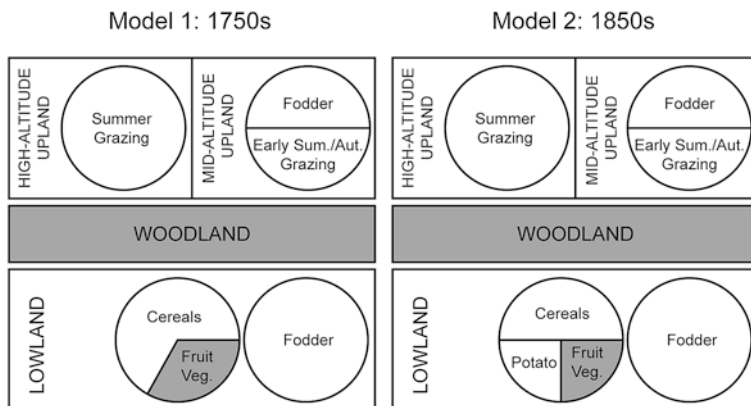 Model 1: 1750s
HIGH-ALTITUDE
UPLAND
Summer
Grazing
MID-ALTITUDE
UPLAND
Fodder
Early Sum./Aut.
Grazing
WOODLAND
LOWLAND
Cereals
Fruit
Veg.
Fodder
Model 2: 1850s
HIGH-ALTITUDE
UPLAND
Summer
Grazing
MID-ALTITUDE
UPLAND
Fodder
Early Sum./Aut.
Grazing
WOODLAND
LOWLAND
Cereals
Potato
Fruit
Veg.
Fodder